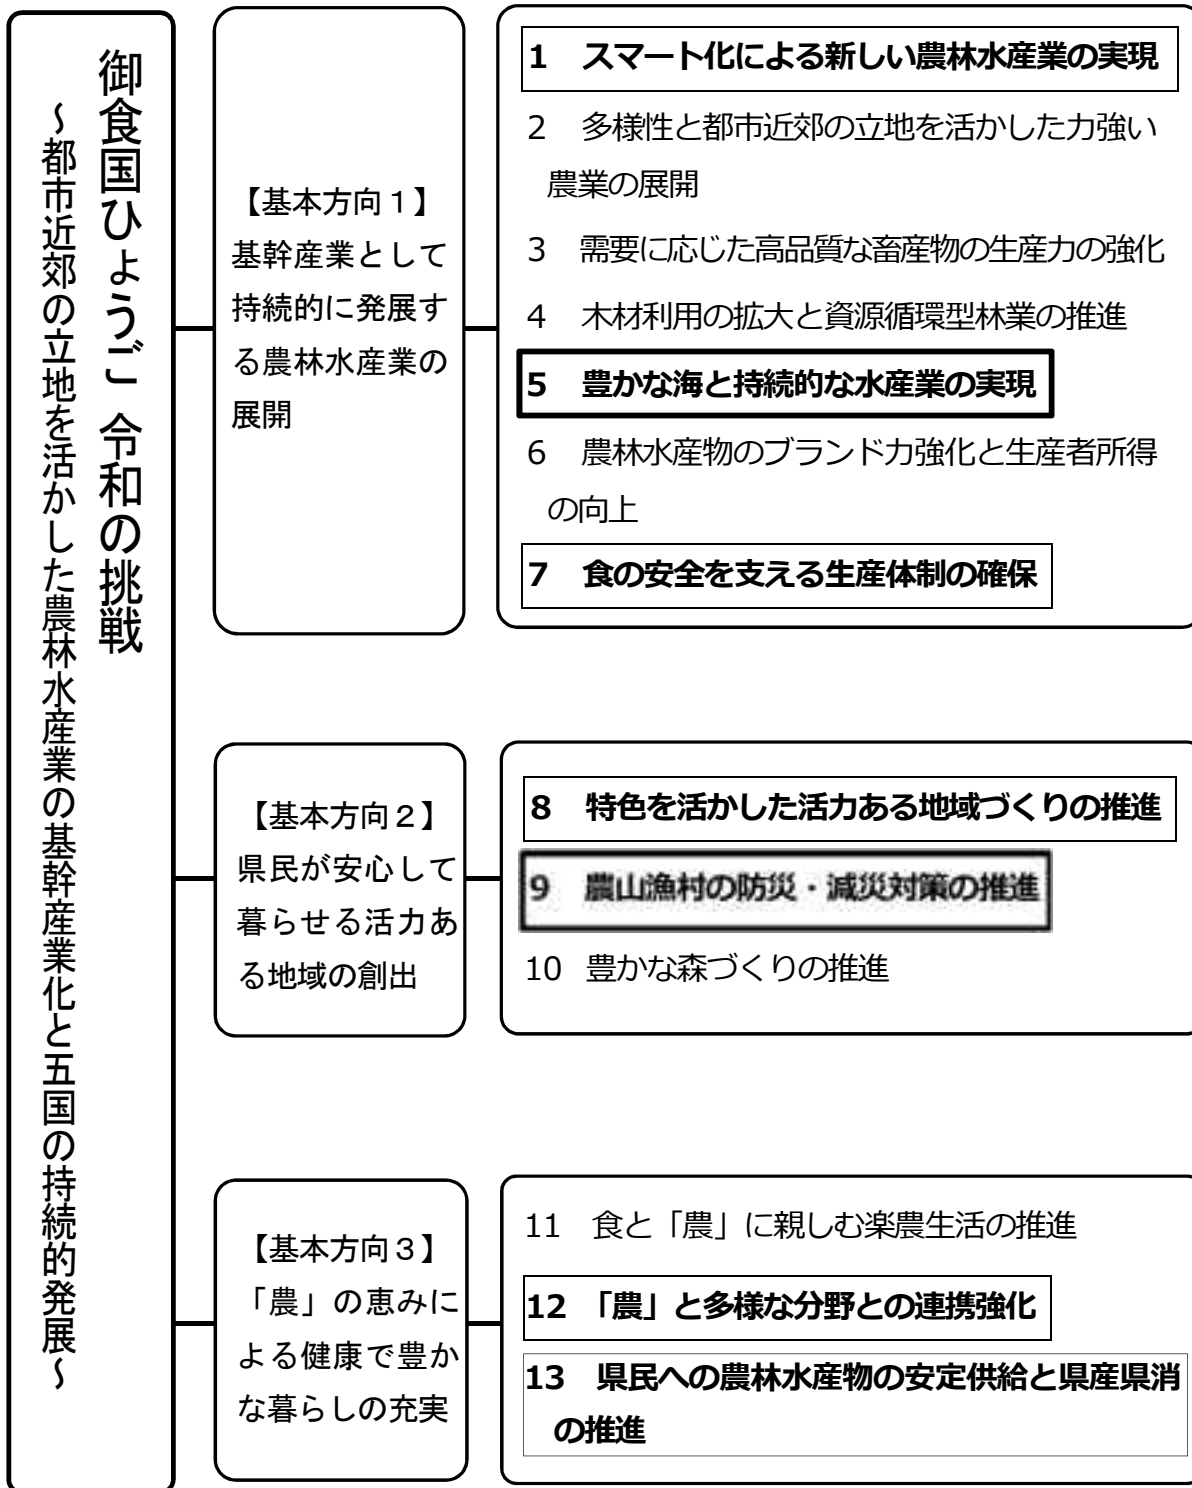 御食国ひょうご 令和の挑戦
～都市近郊の立地を活かした農林水産業の基幹産業化と五国の持続的発展～
【基本方向１】
基幹産業として
持続的に発展す
る農林水産業の
展開
1 スマート化による新しい農林水産業の実現
2 多様性と都市近郊の立地を活かした力強い
農業の展開
3 需要に応じた高品質な畜産物の生産力の強化
4 木材利用の拡大と資源循環型林業の推進
5 豊かな海と持続的な水産業の実現
6 農林水産物のブランド力強化と生産者所得
の向上
7 食の安全を支える生産体制の確保
【基本方向２】
県民が安心して
暮らせる活力あ
る地域の創出
8 特色を活かした活力ある地域づくりの推進
9 農山漁村の防災・減災対策の推進
10 豊かな森づくりの推進
【基本方向３】
「農」の恵みに
よる健康で豊か
な暮らしの充実
11 食と「農」に親しむ楽農生活の推進
12 「農」と多様な分野との連携強化
13 県民への農林水産物の安定供給と県産県消
の推進